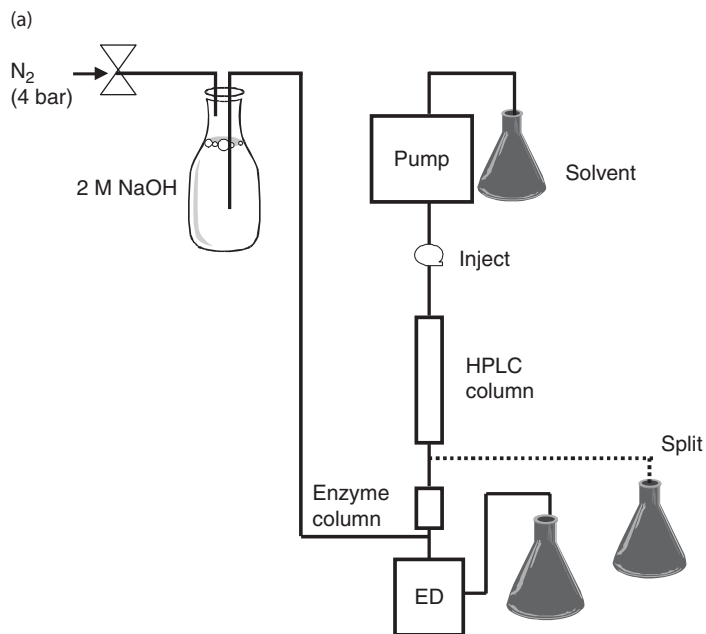 (a)
N₂
(4 bar)
2 M NaOH
Pump
Solvent
Inject
HPLC
column
Split
Enzyme
column
ED